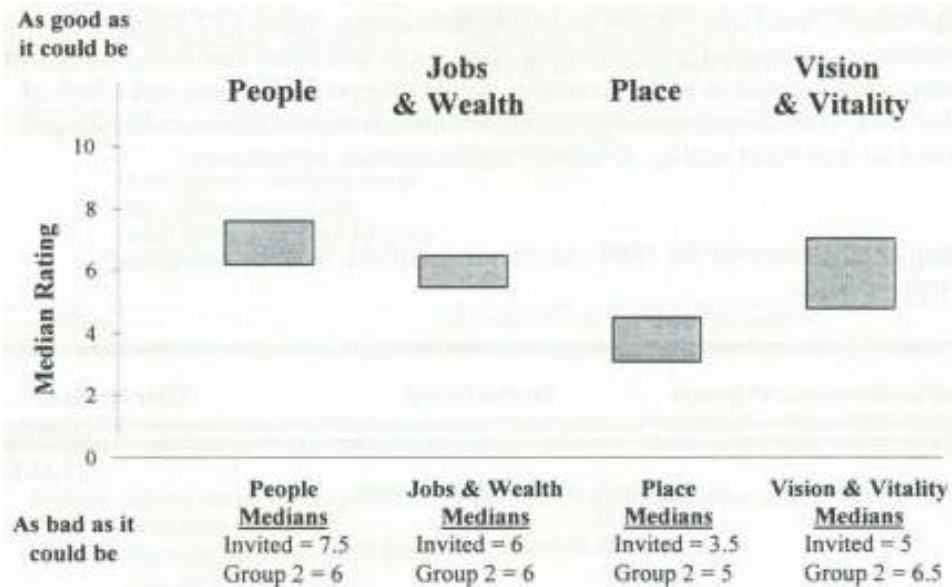 As good as
it could be
People
Jobs
& Wealth
Place
Vision
& Vitality
Median Rating
10
8
6
4
2
0
As bad as it
could be
People
Medians
Invited = 7.5
Group 2 = 6
Jobs & Wealth
Medians
Invited = 6
Group 2 = 6
Place
Medians
Invited = 3.5
Group 2 = 5
Vision & Vitality
Medians
Invited = 5
Group 2 = 6.5